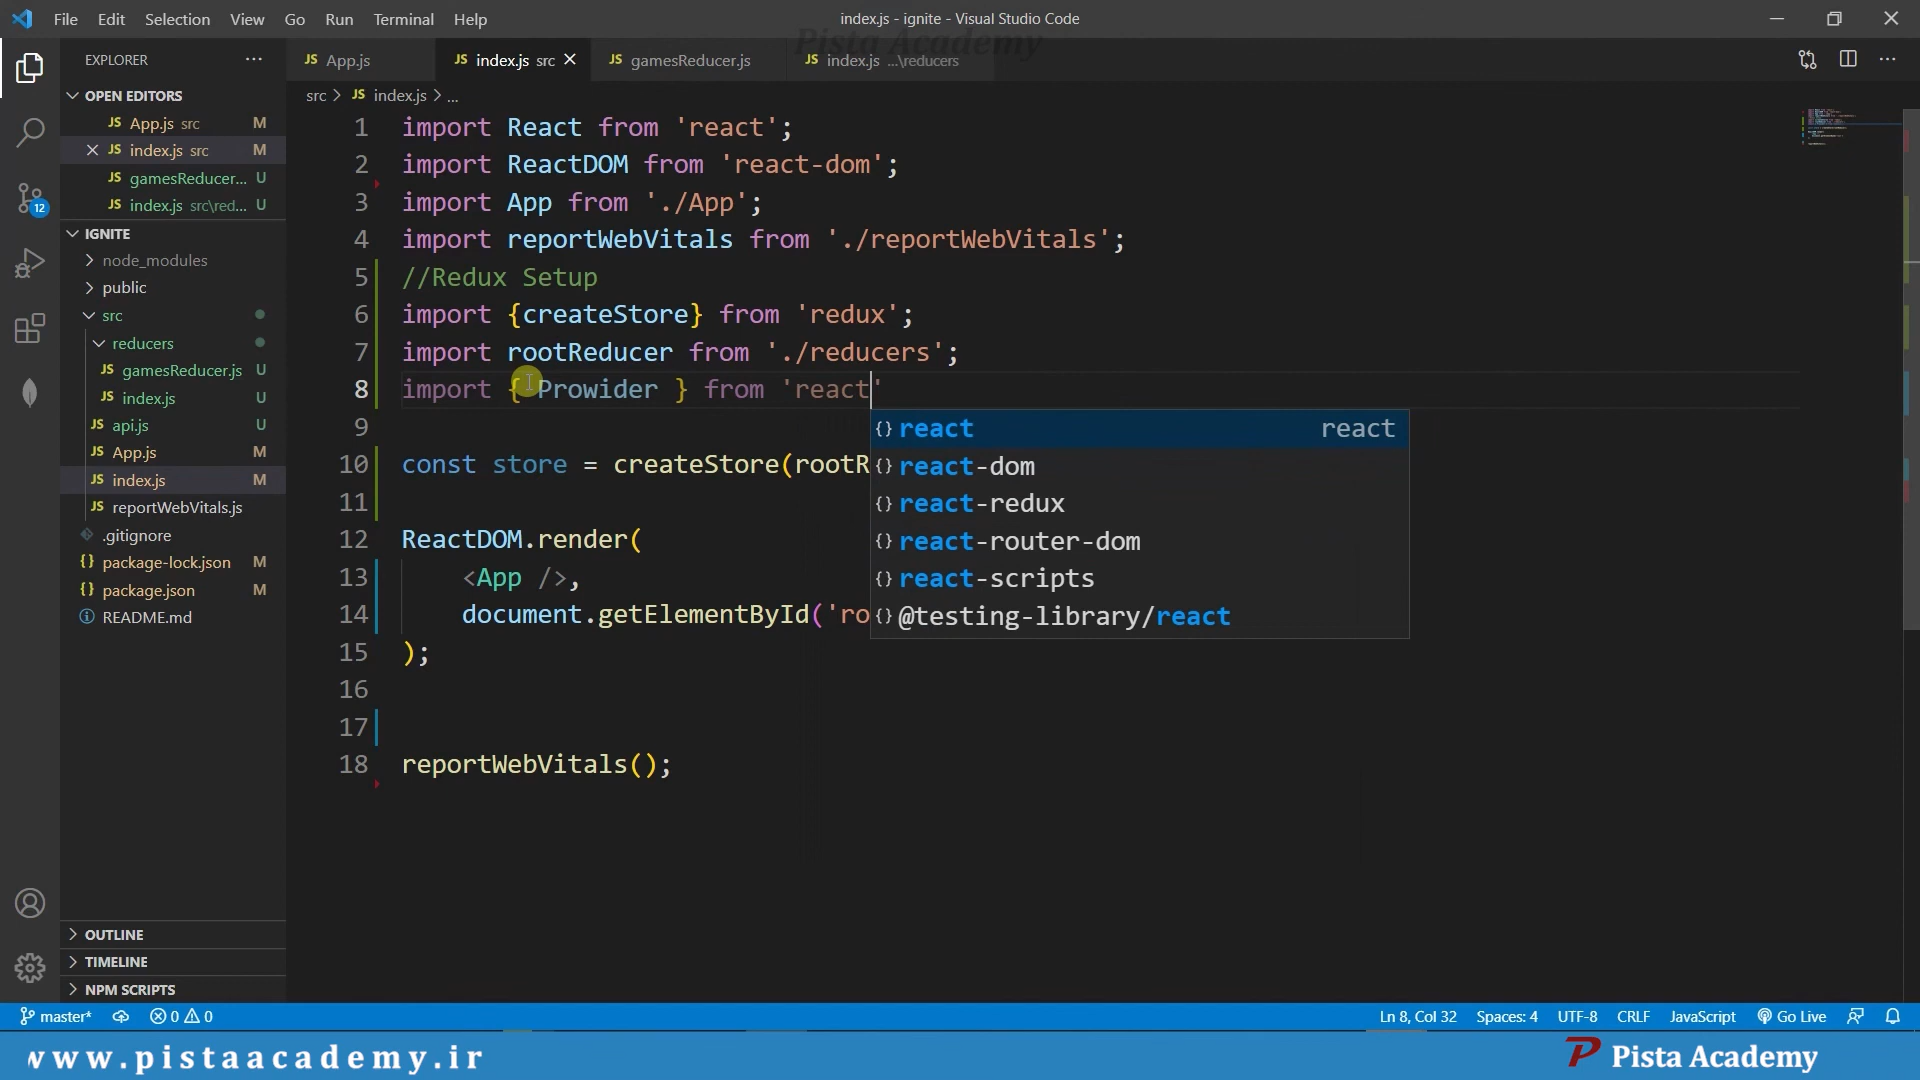 File Edit Selection View Go Run Terminal Help
index.js - ignite - Visual Studio Code
Pista Academy
EXPLORER
JS App.js
JS index.js src
JS gamesReducer.js
JS index.js ...\reducers
OPEN EDITORS
JS App.js src M
JS index.js src M
JS gamesReducer... U
JS index.js src\red... U
IGNITE
node_modules
public
src
reducers
JS gamesReducer.js U
JS index.js U
JS api.js U
JS App.js M
JS index.js M
JS reportWebVitals.js
.gitignore
{} package-lock.json M
{} package.json M
README.md
OUTLINE
TIMELINE
NPM SCRIPTS
12
src > JS index.js > ...
1 import React from 'react';
2 import ReactDOM from 'react-dom';
3 import App from './App';
4 import reportWebVitals from './reportWebVitals';
5 //Redux Setup
6 import {createStore} from 'redux';
7 import rootReducer from './reducers';
8 import { Prowider } from 'react'
9
10 const store = createStore(rootR
11
12 ReactDOM.render(
13 <App />,
14 document.getElementById('ro
15 );
16
17
18 reportWebVitals();
{} react react
{} react-dom
{} react-redux
{} react-router-dom
{} react-scripts
{} @testing-library/react
master* 0 0
Ln 8, Col 32 Spaces: 4 UTF-8 CRLF JavaScript Go Live
www.pistaacademy.ir
P Pista Academy